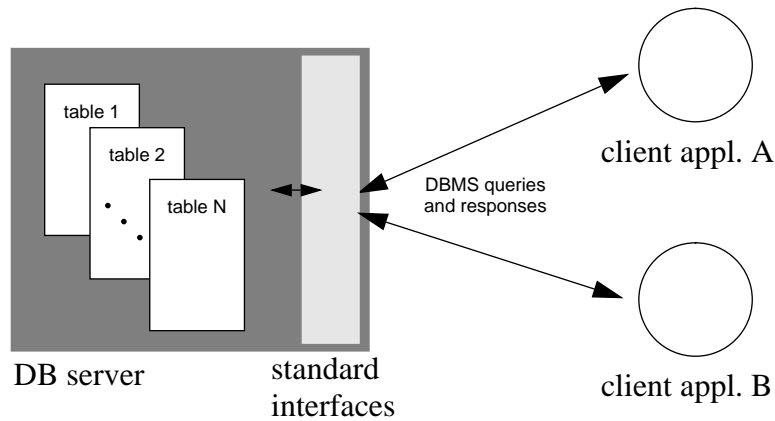 table 1
table 2
table N
DB server
standard
interfaces
DBMS queries
and responses
client appl. A
client appl. B